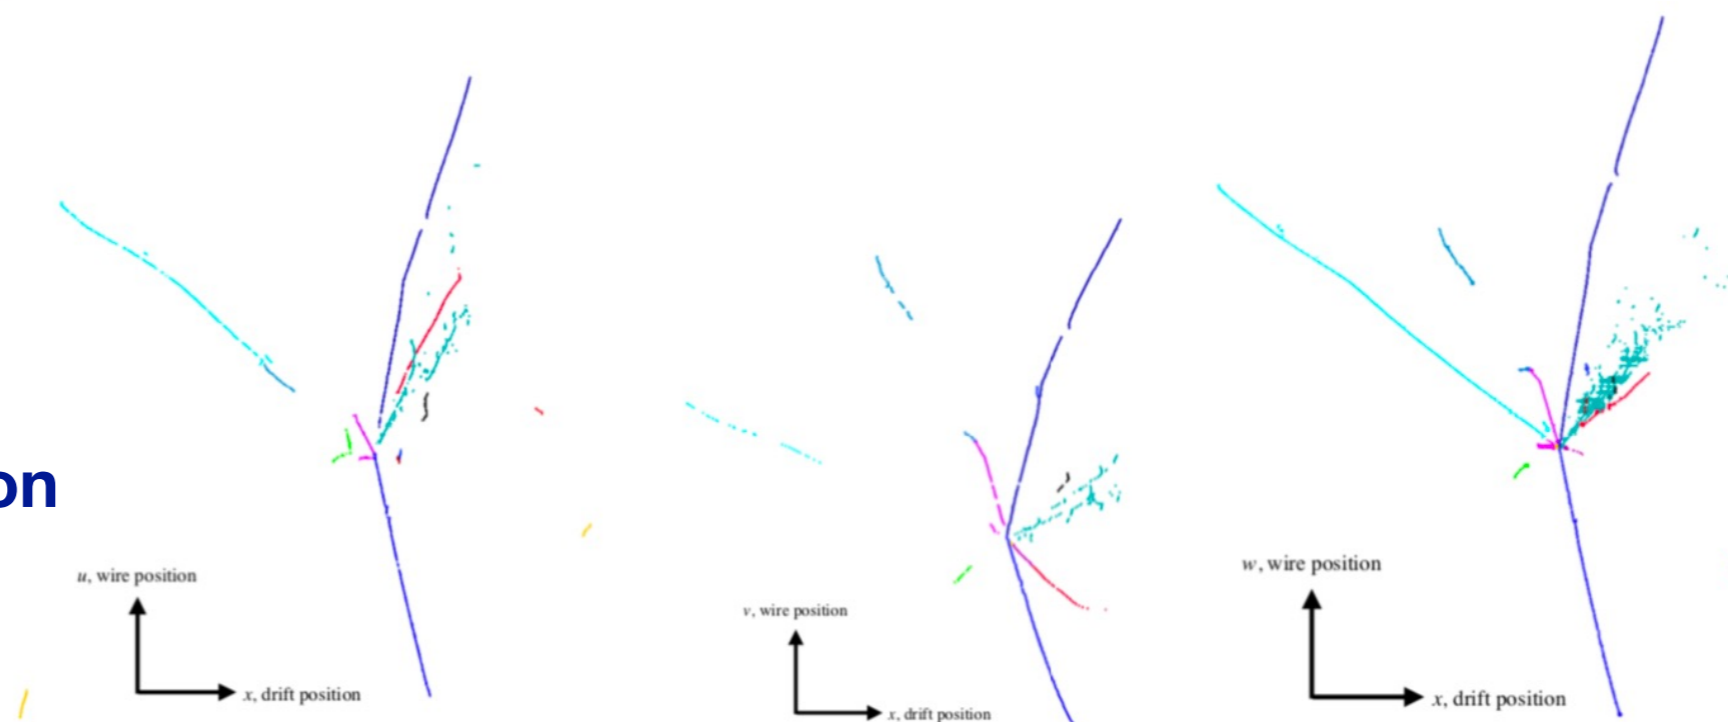 on
u, wire position
x, drift position
v, wire position
x, drift position
w, wire position
x, drift position